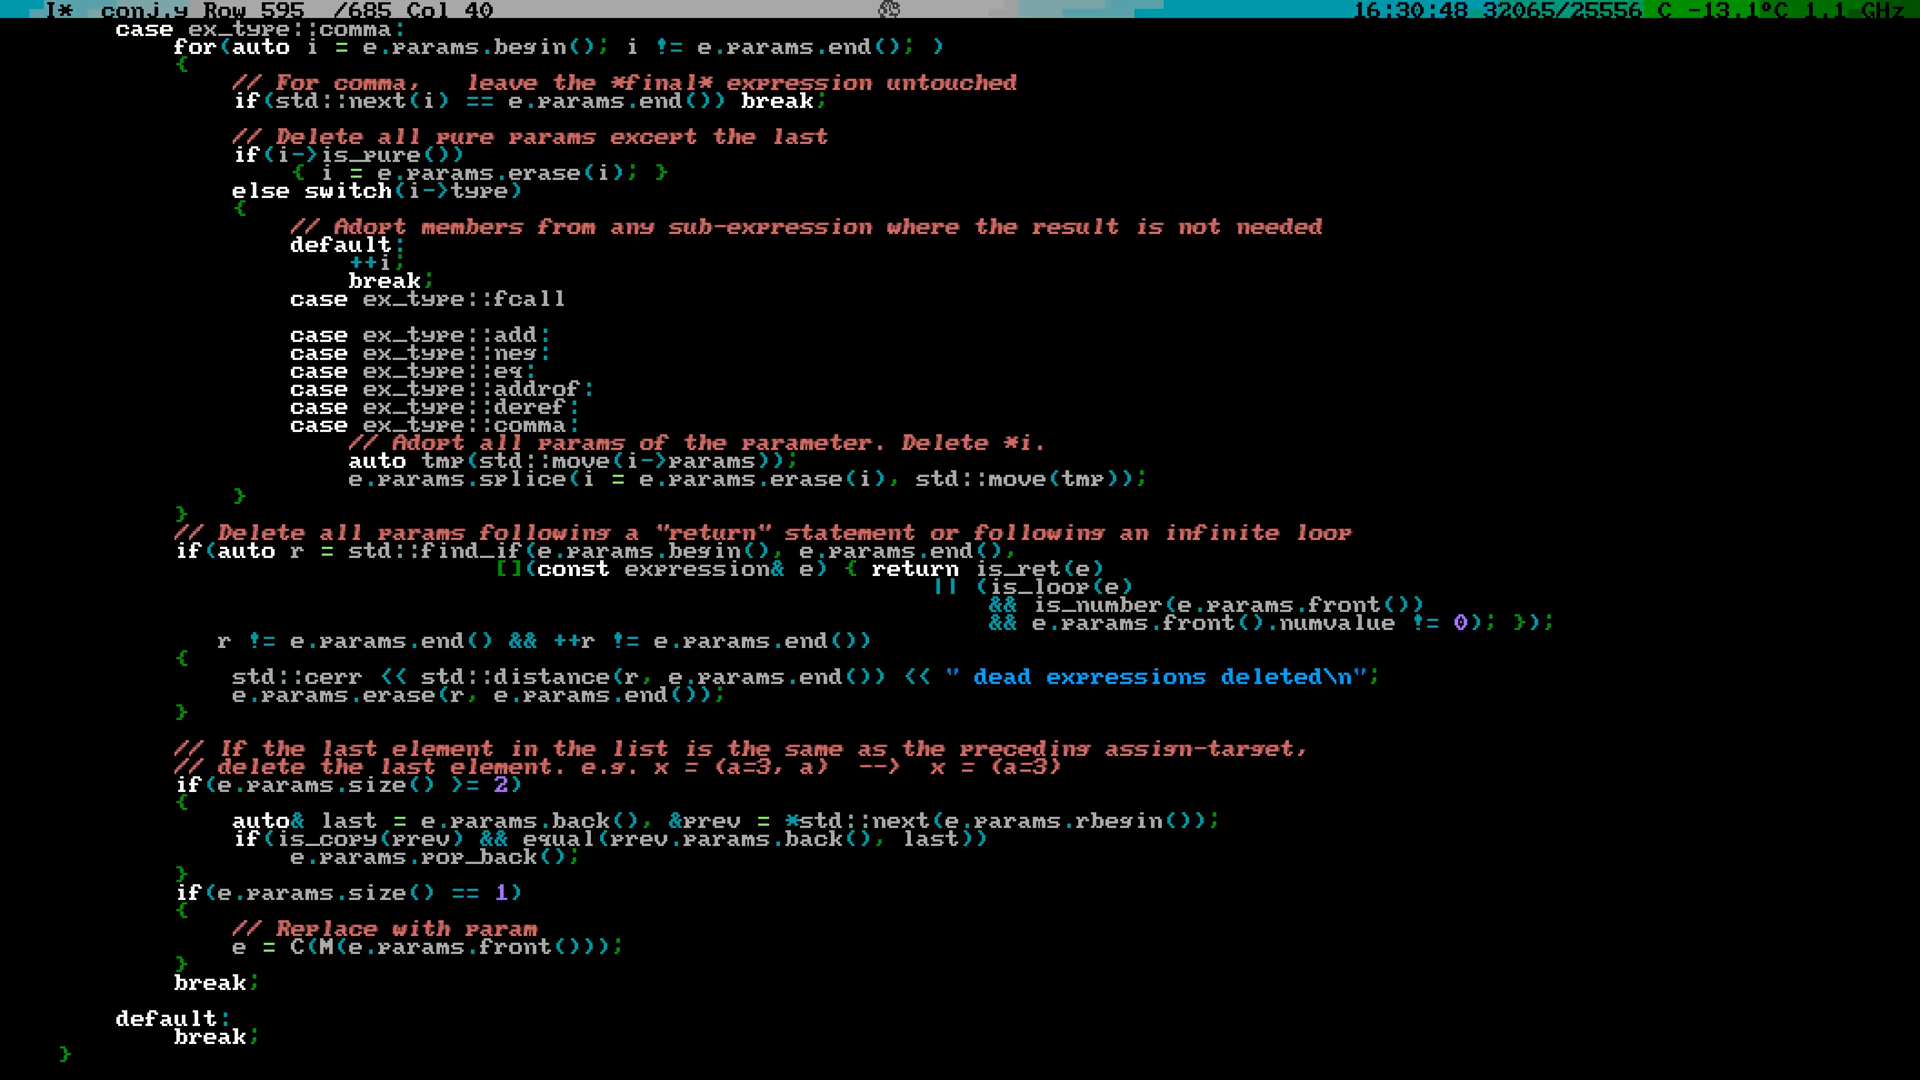 I* conj.y Row 595 /685 Col 40 16:30:48 32065/25556 C -13.1°C 1.1 GHz
case ex_type::comma:
for(auto i = e.params.begin(); i != e.params.end(); )
{
// For comma, leave the *final* expression untouched
if(std::next(i) == e.params.end()) break;
// Delete all pure params except the last
if(i->is_pure())
{ i = e.params.erase(i); }
else switch(i->type)
{
// Adopt members from any sub-expression where the result is not needed
default:
++i;
break;
case ex_type::fcall
case ex_type::add:
case ex_type::neg:
case ex_type::eq:
case ex_type::addrof:
case ex_type::deref:
case ex_type::comma:
// Adopt all params of the parameter. Delete *i.
auto tmp(std::move(i->params));
e.params.splice(i = e.params.erase(i), std::move(tmp));
}
}
// Delete all params following a "return" statement or following an infinite loop
if(auto r = std::find_if(e.params.begin(), e.params.end(),
[](const expression& e) { return is_ret(e)
|| (is_loop(e)
&& is_number(e.params.front())
&& e.params.front().numvalue != 0); });
r != e.params.end() && ++r != e.params.end())
{
std::cerr << std::distance(r, e.params.end()) << " dead expressions deleted\n";
e.params.erase(r, e.params.end());
}
// If the last element in the list is the same as the preceding assign-target,
// delete the last element. e.g. x = (a=3, a) --> x = (a=3)
if(e.params.size() >= 2)
{
auto& last = e.params.back(), &prev = *std::next(e.params.rbegin());
if(is_copy(prev) && equal(prev.params.back(), last))
e.params.pop_back();
}
if(e.params.size() == 1)
{
// Replace with param
e = C(M(e.params.front()));
}
break;
default:
break;
}